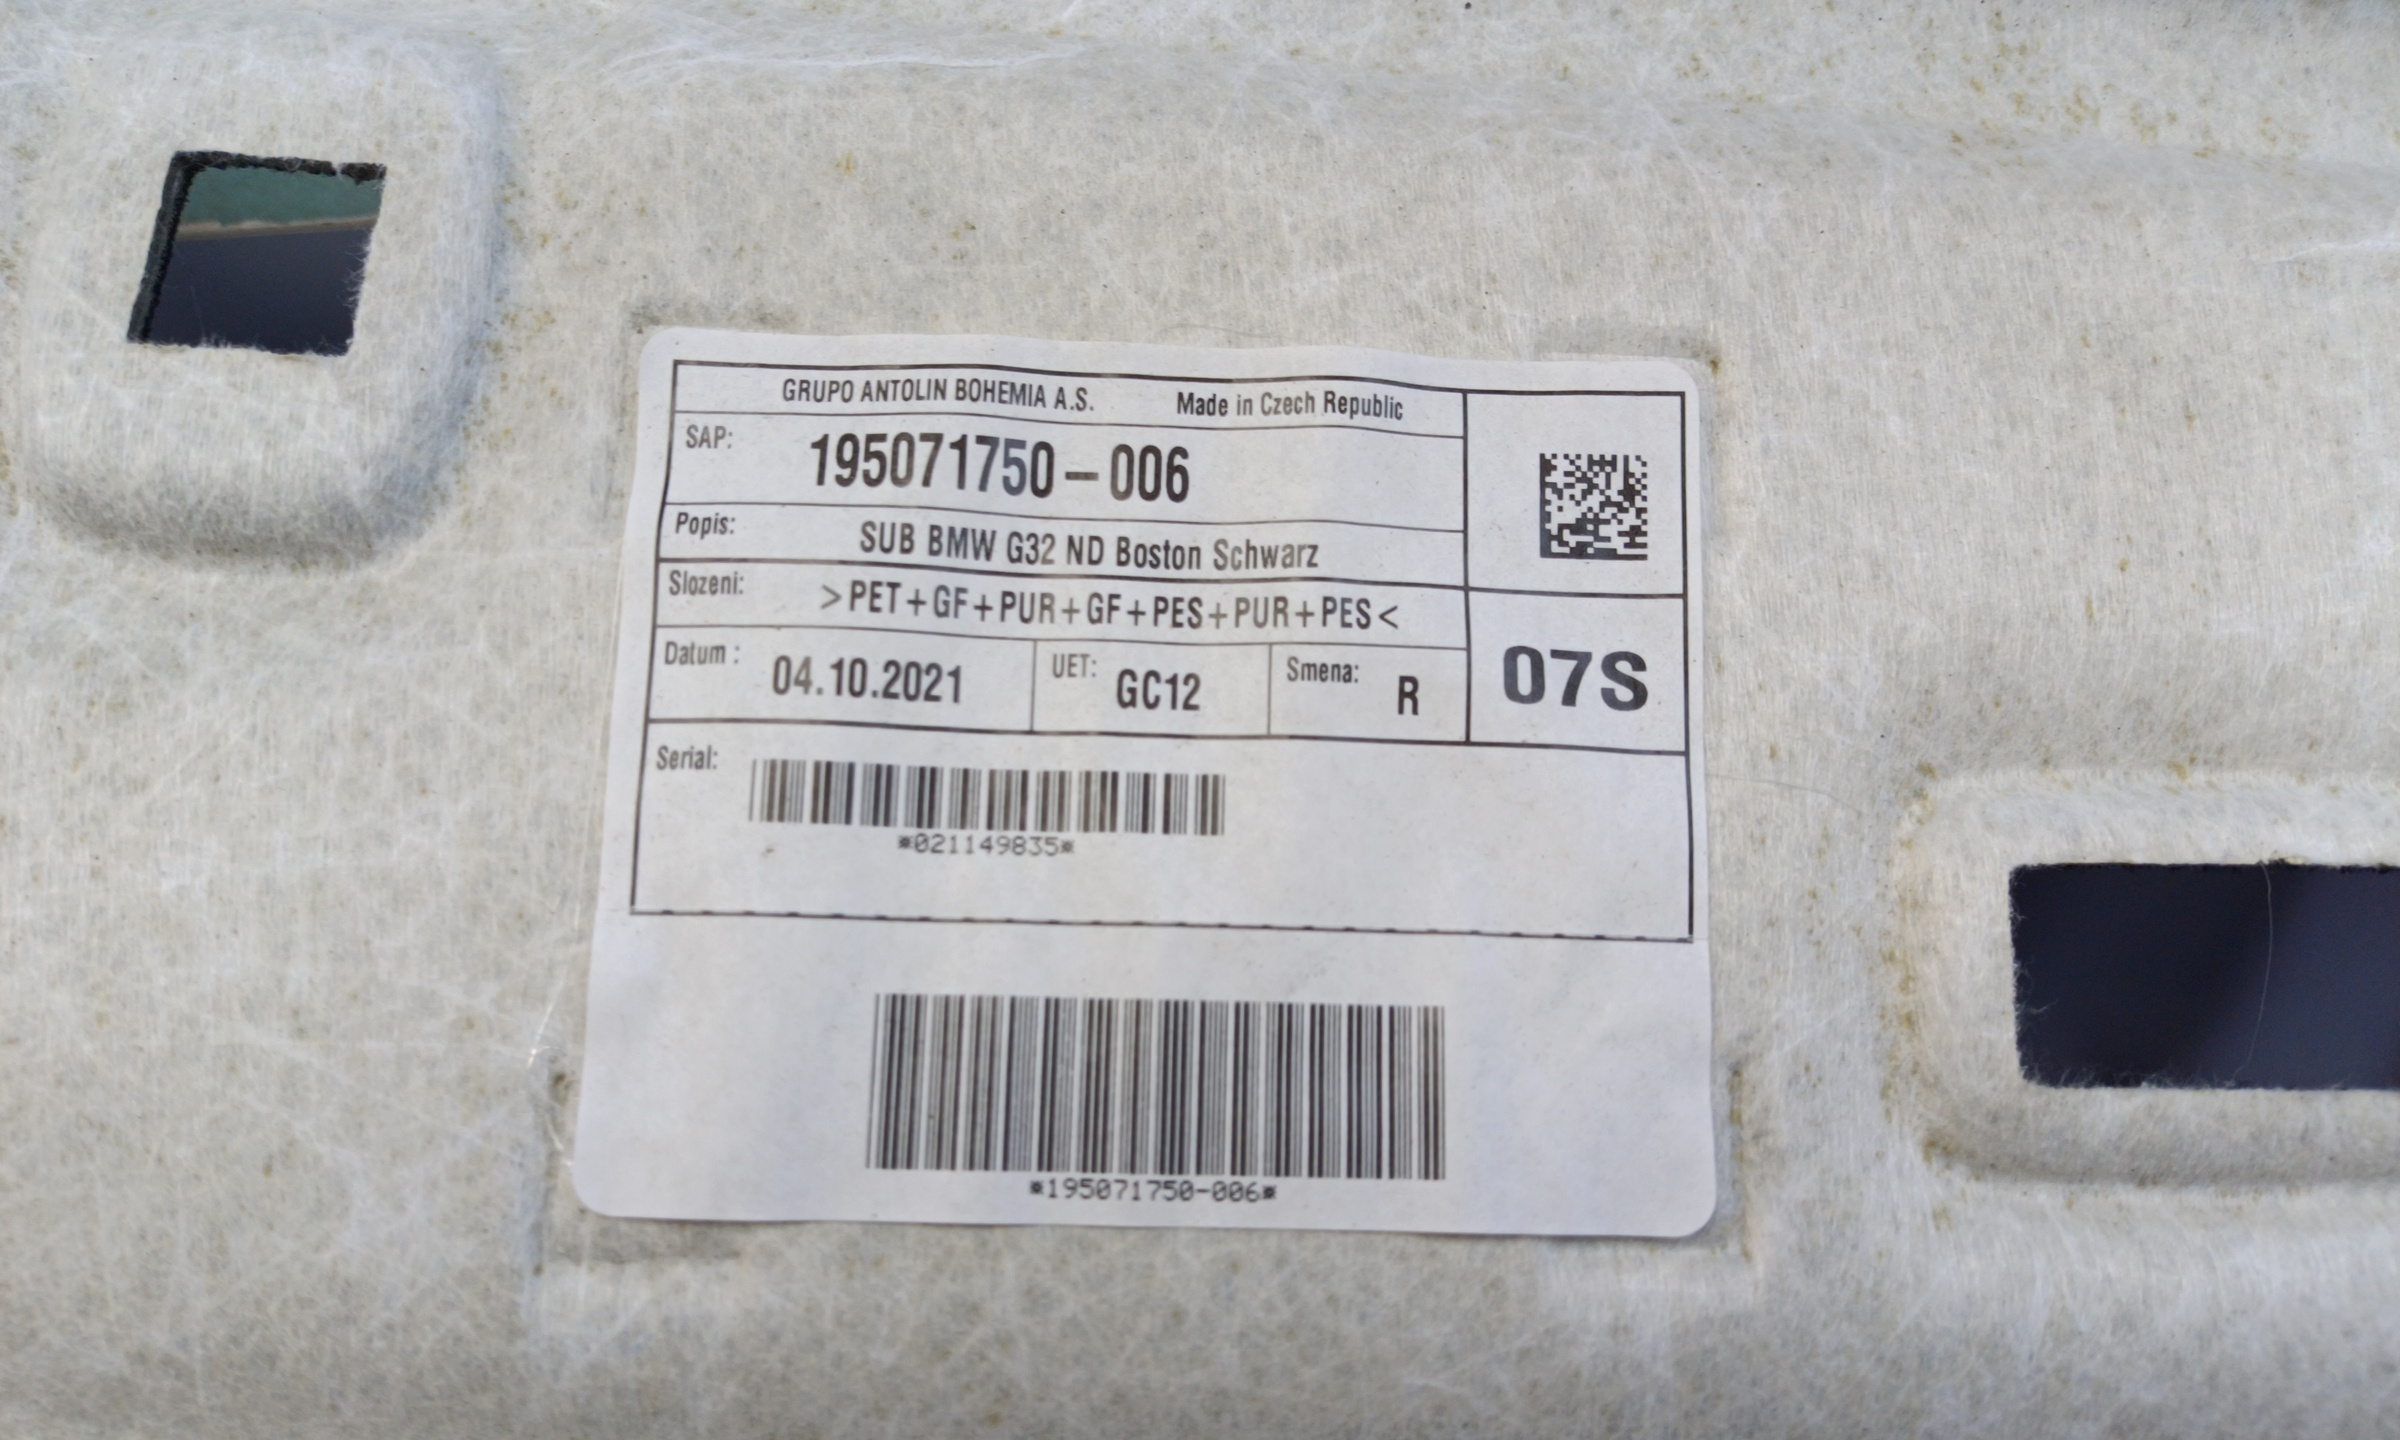 GRUPO ANTOLIN BOHEMIA A.S. Made in Czech Republic
SAP: 195071750-006
Popis: SUB BMW G32 ND Boston Schwarz
Slozeni: >PET+GF+PUR+GF+PES+PUR+PES<
Datum : 04.10.2021 UET: GC12 Smena: R 07S
Serial:
*021149835*
*195071750-006*